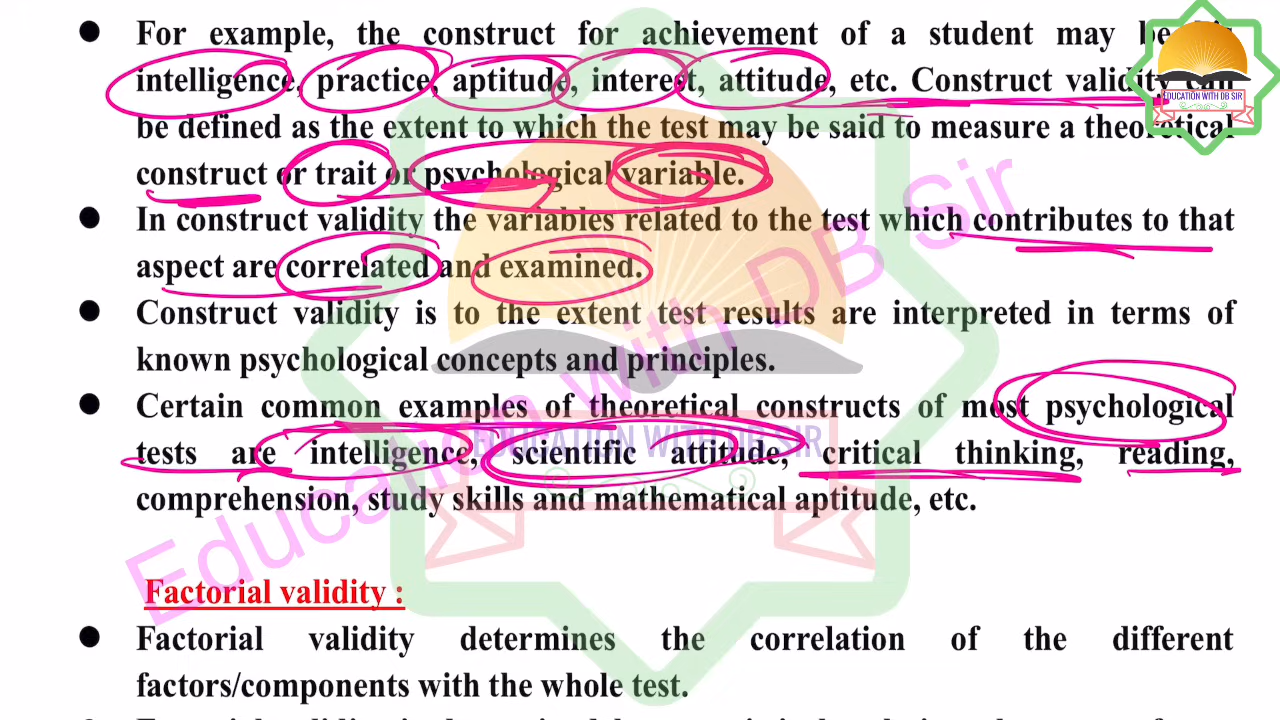 ● For example, the construct for achievement of a student may be
intelligence, practice, aptitude, interest, attitude, etc. Construct validity can
be defined as the extent to which the test may be said to measure a theoretical
construct or trait or psychological variable.
● In construct validity the variables related to the test which contributes to that
aspect are correlated and examined.
● Construct validity is to the extent test results are interpreted in terms of
known psychological concepts and principles.
● Certain common examples of theoretical constructs of most psychological
tests are intelligence, scientific attitude, critical thinking, reading,
comprehension, study skills and mathematical aptitude, etc.
Factorial validity :
● Factorial validity determines the correlation of the different
factors/components with the whole test.
EDUCATION WITH DB SIR
EDUCATION WITH DB SIR
Education with DB Sir